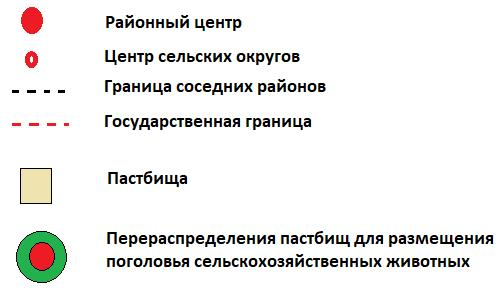 Районный центр
Центр сельских округов
Граница соседних районов
Государственная граница
Пастбища
Перераспределения пастбищ для размещения
поголовья сельскохозяйственных животных